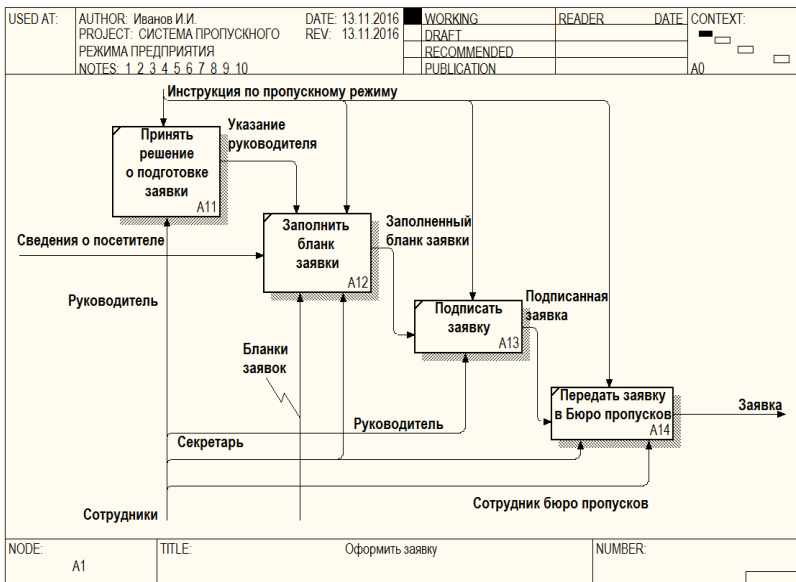 USED AT:
AUTHOR: Иванов И.И.
DATE: 13.11.2016
PROJECT: СИСТЕМА ПРОПУСКНОГО
РЕЖИМА ПРЕДПРИЯТИЯ
REV: 13.11.2016
NOTES: 1 2 3 4 5 6 7 8 9 10
WORKING
DRAFT
RECOMMENDED
PUBLICATION
READER
DATE
CONTEXT:
A0
Инструкция по пропускному режиму
Принять
решение
о подготовке
заявки
A11
Указание
руководителя
Заполнить
бланк
заявки
A12
Сведения о посетителе
Заполненный
бланк заявки
Руководитель
Подписать
заявку
A13
Подписанная
заявка
Бланки
заявок
Передать заявку
в Бюро пропусков
A14
Заявка
Руководитель
Секретарь
Сотрудник бюро пропусков
Сотрудники
NODE:
A1
TITLE:
Оформить заявку
NUMBER: